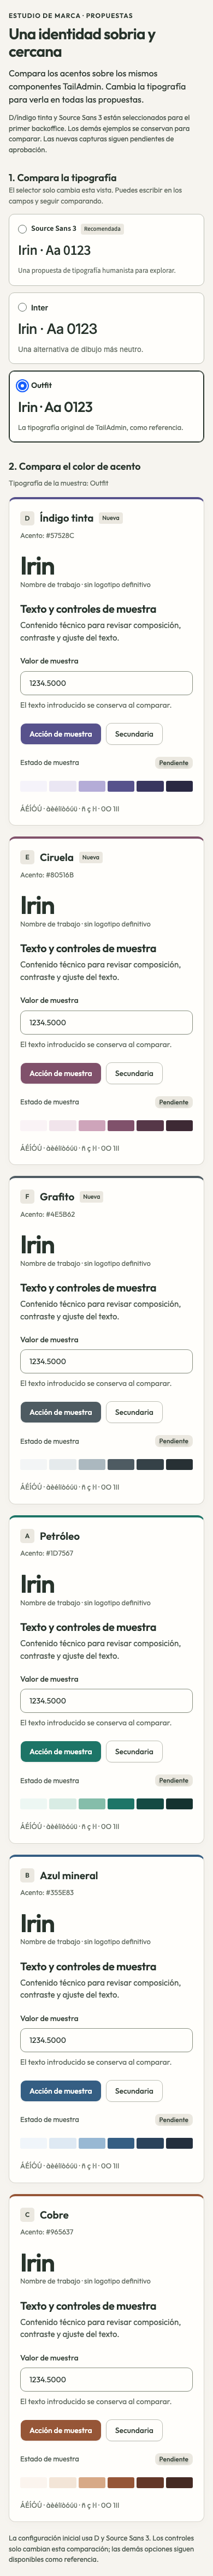 ESTUDIO DE MARCA · PROPUESTAS
Una identidad sobria y
cercana
Compara los acentos sobre los mismos
componentes TailAdmin. Cambia la tipografía
para verla en todas las propuestas.
D/Índigo tinta y Source Sans 3 están seleccionados para el
primer backoffice. Los demás ejemplos se conservan para
comparar. Las nuevas capturas siguen pendientes de
aprobación.
1. Compara la tipografía
El selector solo cambia esta vista. Puedes escribir en los
campos y seguir comparando.
Source Sans 3 Recomendada
Irin · Aa 0123
Una propuesta de tipografía humanista para explorar.
Inter
Irin · Aa 0123
Una alternativa de dibujo más neutro.
Outfit
Irin · Aa 0123
La tipografía original de TailAdmin, como referencia.
2. Compara el color de acento
Tipografía de la muestra: Outfit
D Índigo tinta Nueva
Acento: #57528C
Irin
Nombre de trabajo · sin logotipo definitivo
Texto y controles de muestra
Contenido técnico para revisar composición,
contraste y ajuste del texto.
Valor de muestra
1234.5000
El texto introducido se conserva al comparar.
Acción de muestra Secundaria
Estado de muestra Pendiente
E Ciruela Nueva
Acento: #80516B
Irin
Nombre de trabajo · sin logotipo definitivo
Texto y controles de muestra
Contenido técnico para revisar composición,
contraste y ajuste del texto.
Valor de muestra
1234.5000
El texto introducido se conserva al comparar.
Acción de muestra Secundaria
Estado de muestra Pendiente
F Grafito Nueva
Acento: #4E5B62
Irin
Nombre de trabajo · sin logotipo definitivo
Texto y controles de muestra
Contenido técnico para revisar composición,
contraste y ajuste del texto.
Valor de muestra
1234.5000
El texto introducido se conserva al comparar.
Acción de muestra Secundaria
Estado de muestra Pendiente
A Petróleo
Acento: #1D7567
Irin
Nombre de trabajo · sin logotipo definitivo
Texto y controles de muestra
Contenido técnico para revisar composición,
contraste y ajuste del texto.
Valor de muestra
1234.5000
El texto introducido se conserva al comparar.
Acción de muestra Secundaria
Estado de muestra Pendiente
B Azul mineral
Acento: #355E83
Irin
Nombre de trabajo · sin logotipo definitivo
Texto y controles de muestra
Contenido técnico para revisar composición,
contraste y ajuste del texto.
Valor de muestra
1234.5000
El texto introducido se conserva al comparar.
Acción de muestra Secundaria
Estado de muestra Pendiente
C Cobre
Acento: #965637
Irin
Nombre de trabajo · sin logotipo definitivo
Texto y controles de muestra
Contenido técnico para revisar composición,
contraste y ajuste del texto.
Valor de muestra
1234.5000
El texto introducido se conserva al comparar.
Acción de muestra Secundaria
Estado de muestra Pendiente
La configuración inicial usa D y Source Sans 3. Los controles
solo cambian esta comparación; las demás opciones siguen
disponibles como referencia.